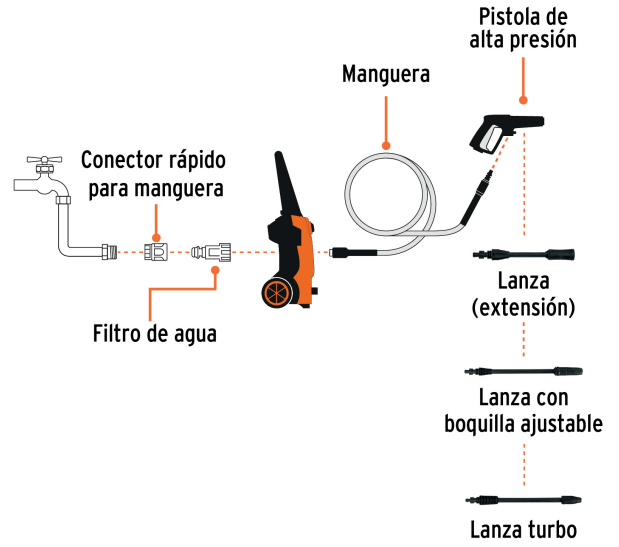 Pistola de
alta presión
Manguera
Conector rápido
para manguera
Filtro de agua
Lanza
(extensión)
Lanza con
boquilla ajustable
Lanza turbo